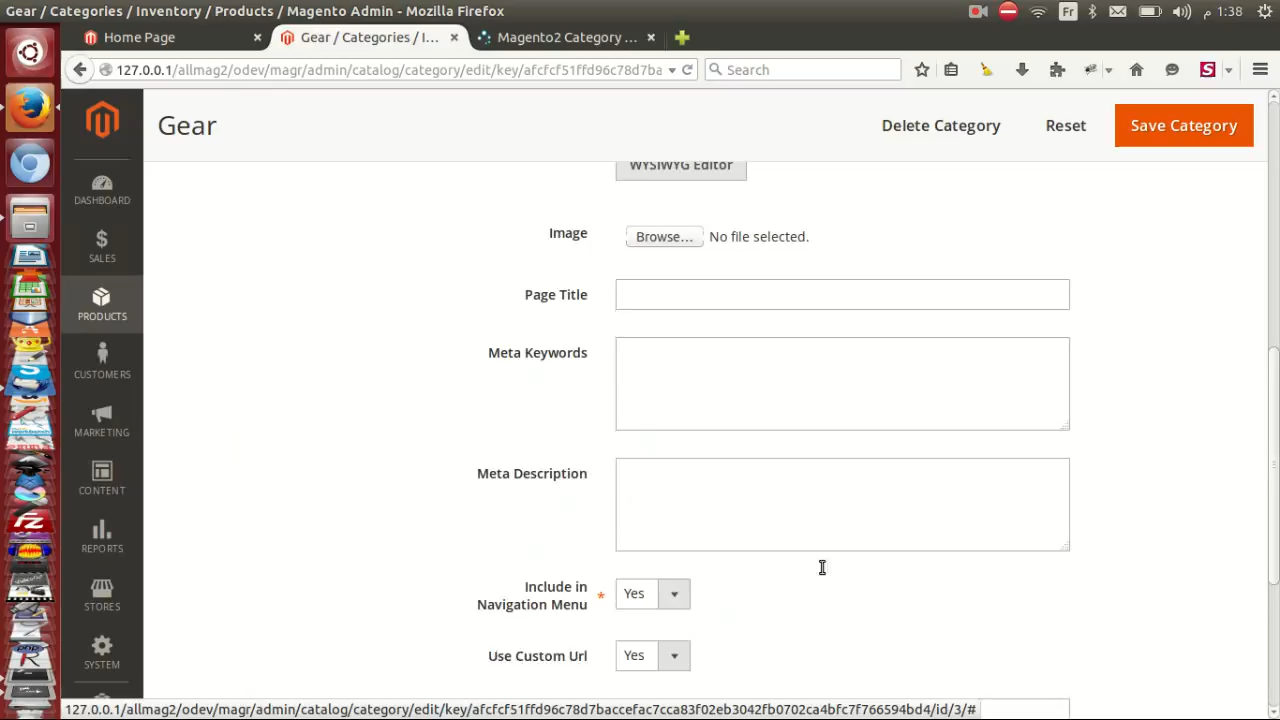 Gear / Categories / Inventory / Products / Magento Admin - Mozilla Firefox
Fr
1:38 م
Home Page
Gear / Categories / I...
Magento2 Category ...
127.0.0.1/allmag2/odev/magr/admin/catalog/category/edit/key/afcfcf51ffd96c78d7ba
Search
S
Gear
Delete Category
Reset
Save Category
DASHBOARD
SALES
PRODUCTS
CUSTOMERS
MARKETING
CONTENT
REPORTS
STORES
SYSTEM
WYSIWYG Editor
Image
Browse...
No file selected.
Page Title
Meta Keywords
Meta Description
Include in
Navigation Menu
*
Yes
Use Custom Url
Yes
127.0.0.1/allmag2/odev/magr/admin/catalog/category/edit/key/afcfcf51ffd96c78d7baccefac7cca83f02eb3042fb0702ca4bfc7f766594bd4/id/3/#